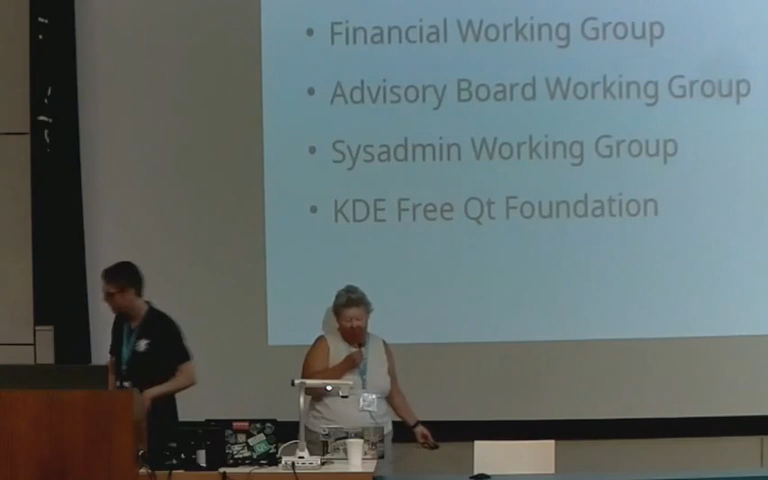 • Financial Working Group
• Advisory Board Working Group
• Sysadmin Working Group
• KDE Free Qt Foundation